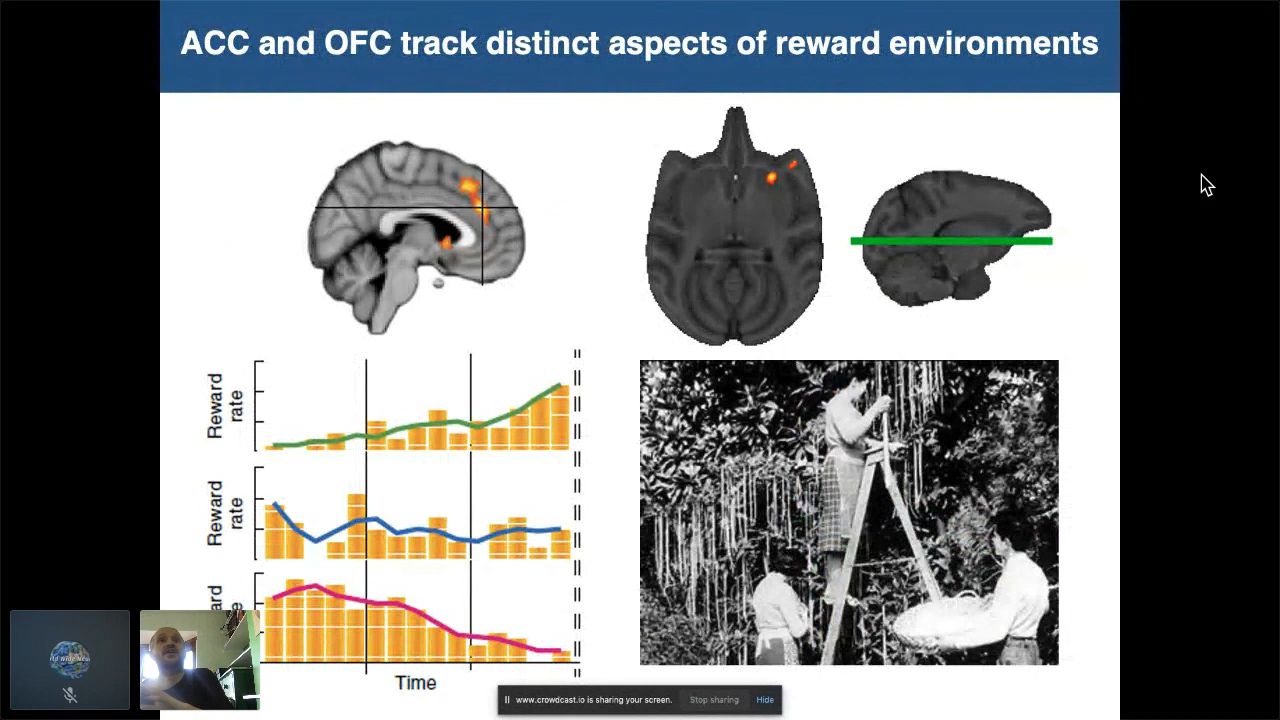 ACC and OFC track distinct aspects of reward environments
Reward
rate
Reward
rate
Time
www.crowdcast.io is sharing your screen.
Stop sharing
Hide